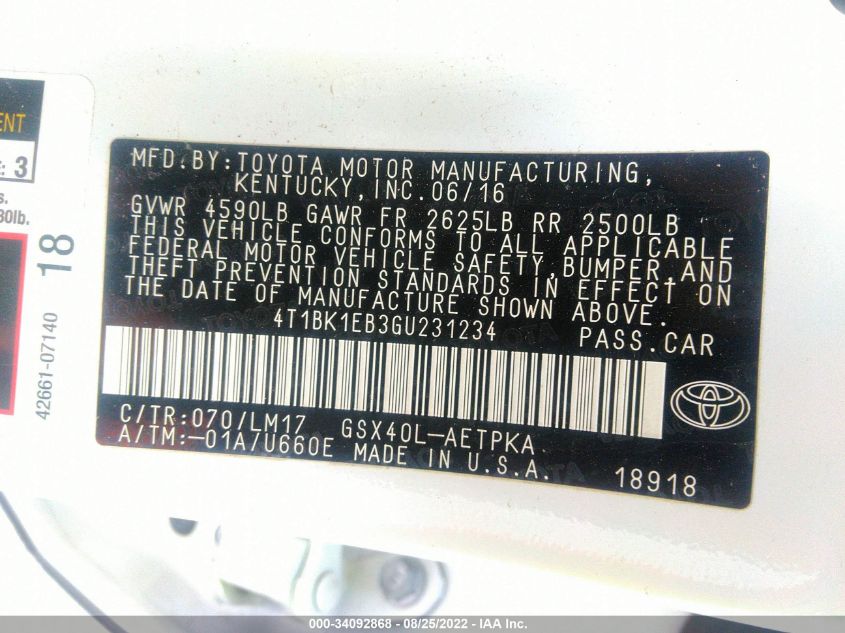 MFD.BY:TOYOTA MOTOR MANUFACTURING,
KENTUCKY,INC.06/16
GVWR 4590LB GAWR FR 2625LB RR 2500LB
THIS VEHICLE CONFORMS TO ALL APPLICABLE
FEDERAL MOTOR VEHICLE SAFETY,BUMPER,AND
THEFT PREVENTION STANDARDS IN EFFECT ON
THE DATE OF MANUFACTURE SHOWN ABOVE.
4T1BK1EB3GU231234 PASS.CAR
C/TR:070/LM17 GSX40L-AETPKA
A/TM:-01A/U660E MADE IN U.S.A.
18918
3
18
42661-07140
000-34092868 - 08/25/2022 - IAA Inc.